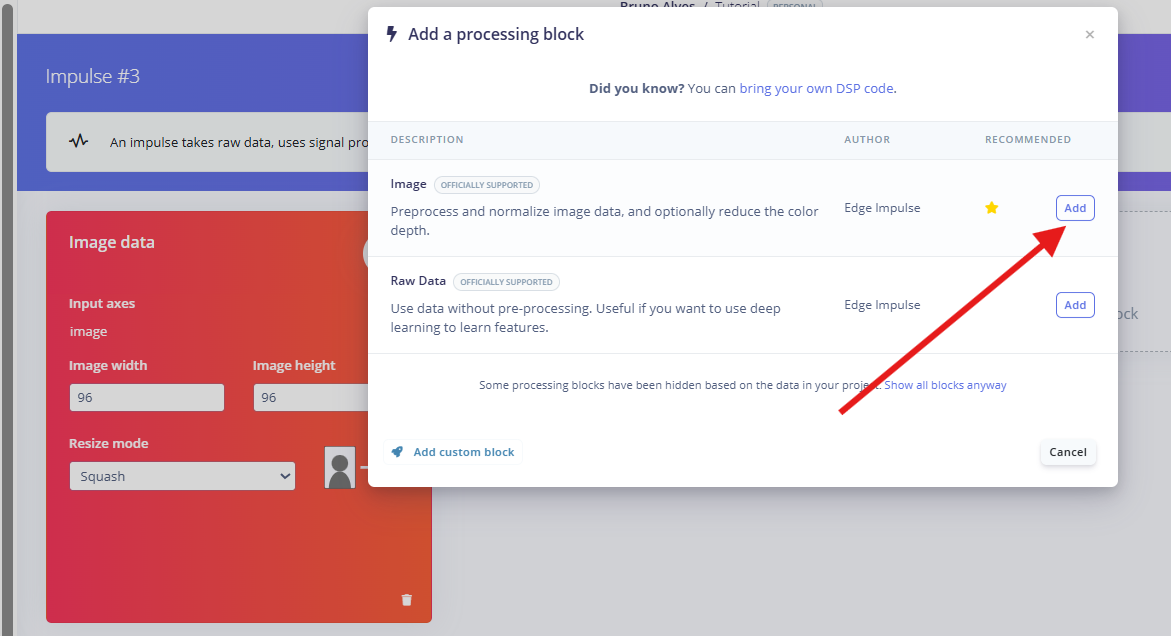 Bruno Alves / Tutorial PERSONAL
Add a processing block
×
Impulse #3
Did you know? You can bring your own DSP code.
An impulse takes raw data, uses signal pro
DESCRIPTION AUTHOR RECOMMENDED
Image OFFICIALLY SUPPORTED
Preprocess and normalize image data, and optionally reduce the color
depth.
Edge Impulse
Add
Raw Data OFFICIALLY SUPPORTED
Use data without pre-processing. Useful if you want to use deep
learning to learn features.
Edge Impulse
Add
Some processing blocks have been hidden based on the data in your project. Show all blocks anyway
Add custom block
Cancel
Image data
Input axes
image
Image width Image height
96 96
Resize mode
Squash
ock